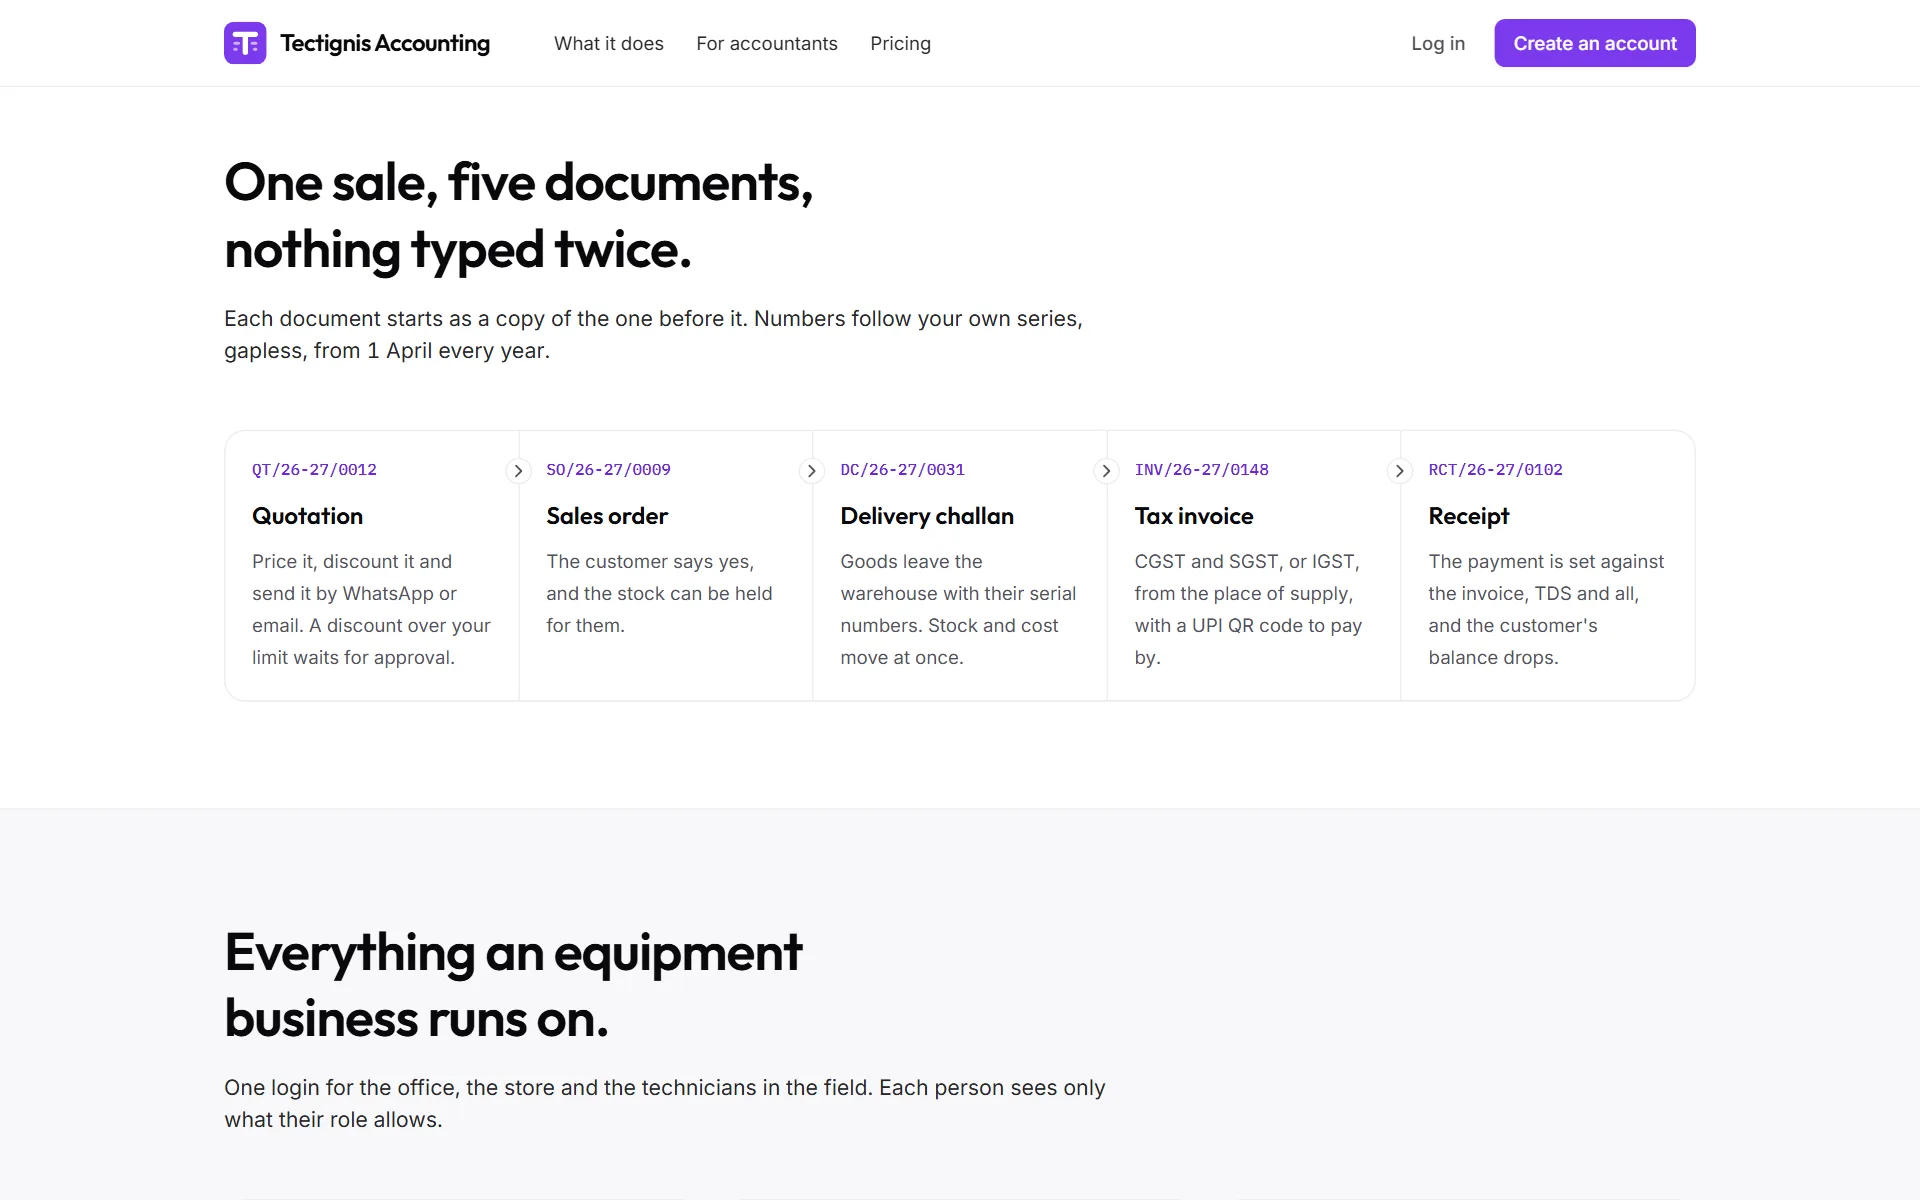 Tectignis Accounting
What it does
For accountants
Pricing
Log in
Create an account
One sale, five documents,
nothing typed twice.
Each document starts as a copy of the one before it. Numbers follow your own series,
gapless, from 1 April every year.
QT/26-27/0012
Quotation
Price it, discount it and
send it by WhatsApp or
email. A discount over your
limit waits for approval.
SO/26-27/0009
Sales order
The customer says yes,
and the stock can be held
for them.
DC/26-27/0031
Delivery challan
Goods leave the
warehouse with their serial
numbers. Stock and cost
move at once.
INV/26-27/0148
Tax invoice
CGST and SGST, or IGST,
from the place of supply,
with a UPI QR code to pay
by.
RCT/26-27/0102
Receipt
The payment is set against
the invoice, TDS and all,
and the customer's
balance drops.
Everything an equipment
business runs on.
One login for the office, the store and the technicians in the field. Each person sees only
what their role allows.